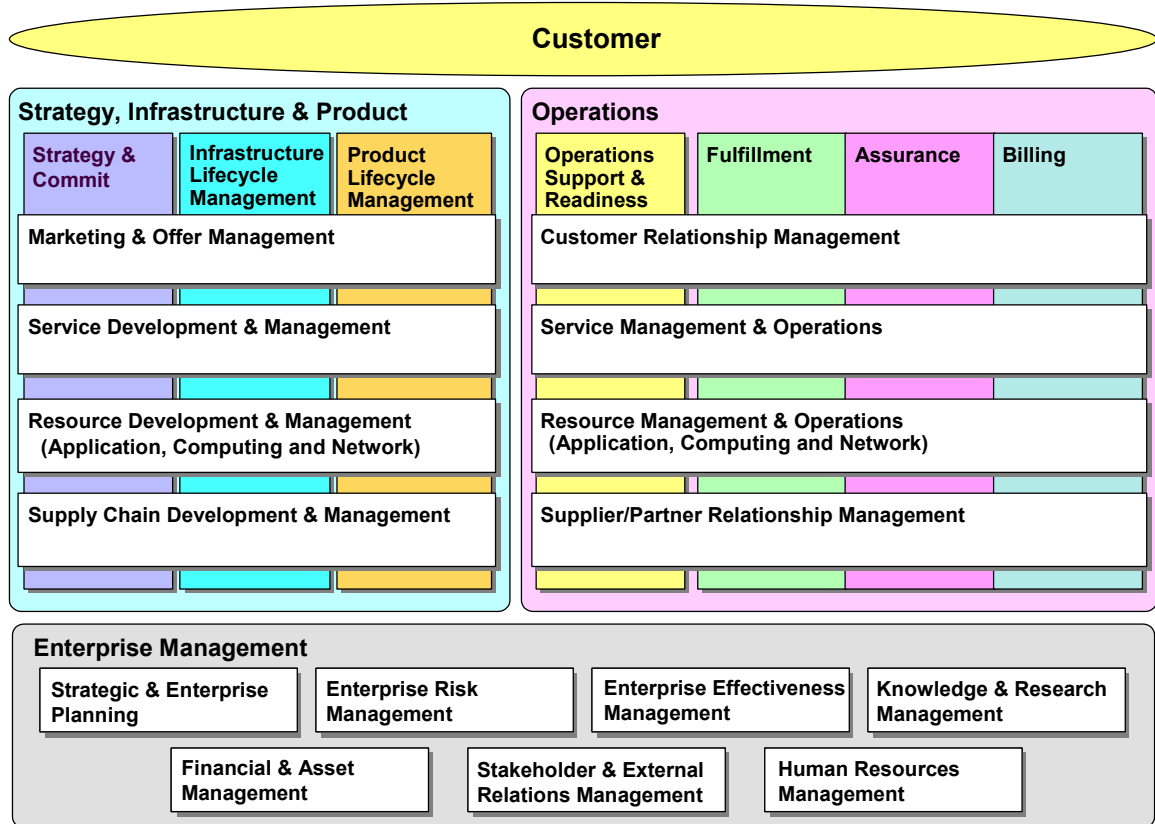 Customer
Strategy, Infrastructure & Product
Strategy &
Commit
Infrastructure
Lifecycle
Management
Product
Lifecycle
Management
Marketing & Offer Management
Service Development & Management
Resource Development & Management
(Application, Computing and Network)
Supply Chain Development & Management
Operations
Operations
Support &
Readiness
Fulfillment
Assurance
Billing
Customer Relationship Management
Service Management & Operations
Resource Management & Operations
(Application, Computing and Network)
Supplier/Partner Relationship Management
Enterprise Management
Strategic & Enterprise
Planning
Enterprise Risk
Management
Enterprise Effectiveness
Management
Knowledge & Research
Management
Financial & Asset
Management
Stakeholder & External
Relations Management
Human Resources
Management